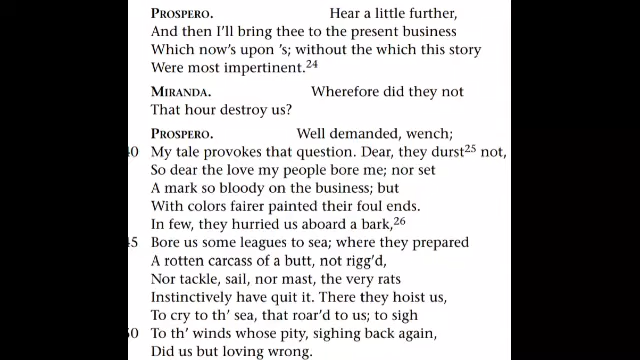 PROSPERO. Hear a little further,
And then I’ll bring thee to the present business
Which now’s upon ’s; without the which this story
Were most impertinent.24
MIRANDA. Wherefore did they not
That hour destroy us?
PROSPERO. Well demanded, wench;
40 My tale provokes that question. Dear, they durst25 not,
So dear the love my people bore me; nor set
A mark so bloody on the business; but
With colors fairer painted their foul ends.
In few, they hurried us aboard a bark,26
45 Bore us some leagues to sea; where they prepared
A rotten carcass of a butt, not rigg’d,
Nor tackle, sail, nor mast, the very rats
Instinctively have quit it. There they hoist us,
To cry to th’ sea, that roar’d to us; to sigh
50 To th’ winds whose pity, sighing back again,
Did us but loving wrong.